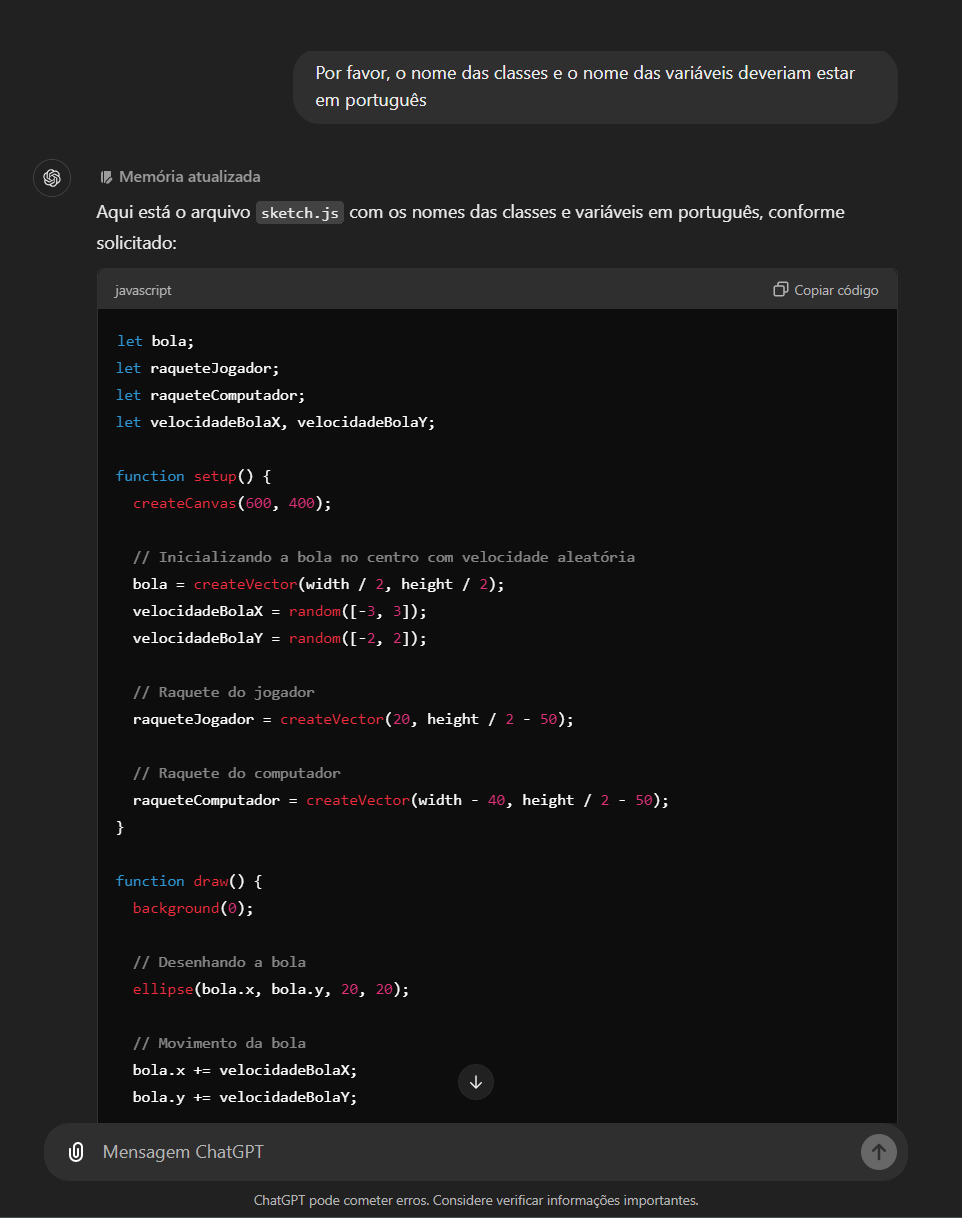 Por favor, o nome das classes e o nome das variáveis deveriam estar
em português
Memória atualizada
Aqui está o arquivo sketch.js com os nomes das classes e variáveis em português, conforme
solicitado:
javascript
Copiar código
let bola;
let raqueteJogador;
let raqueteComputador;
let velocidadeBolaX, velocidadeBolaY;
function setup() {
  createCanvas(600, 400);
  // Inicializando a bola no centro com velocidade aleatória
  bola = createVector(width / 2, height / 2);
  velocidadeBolaX = random([-3, 3]);
  velocidadeBolaY = random([-2, 2]);
  // Raquete do jogador
  raqueteJogador = createVector(20, height / 2 - 50);
  // Raquete do computador
  raqueteComputador = createVector(width - 40, height / 2 - 50);
}
function draw() {
  background(0);
  // Desenhando a bola
  ellipse(bola.x, bola.y, 20, 20);
  // Movimento da bola
  bola.x += velocidadeBolaX;
  bola.y += velocidadeBolaY;
Mensagem ChatGPT
ChatGPT pode cometer erros. Considere verificar informações importantes.